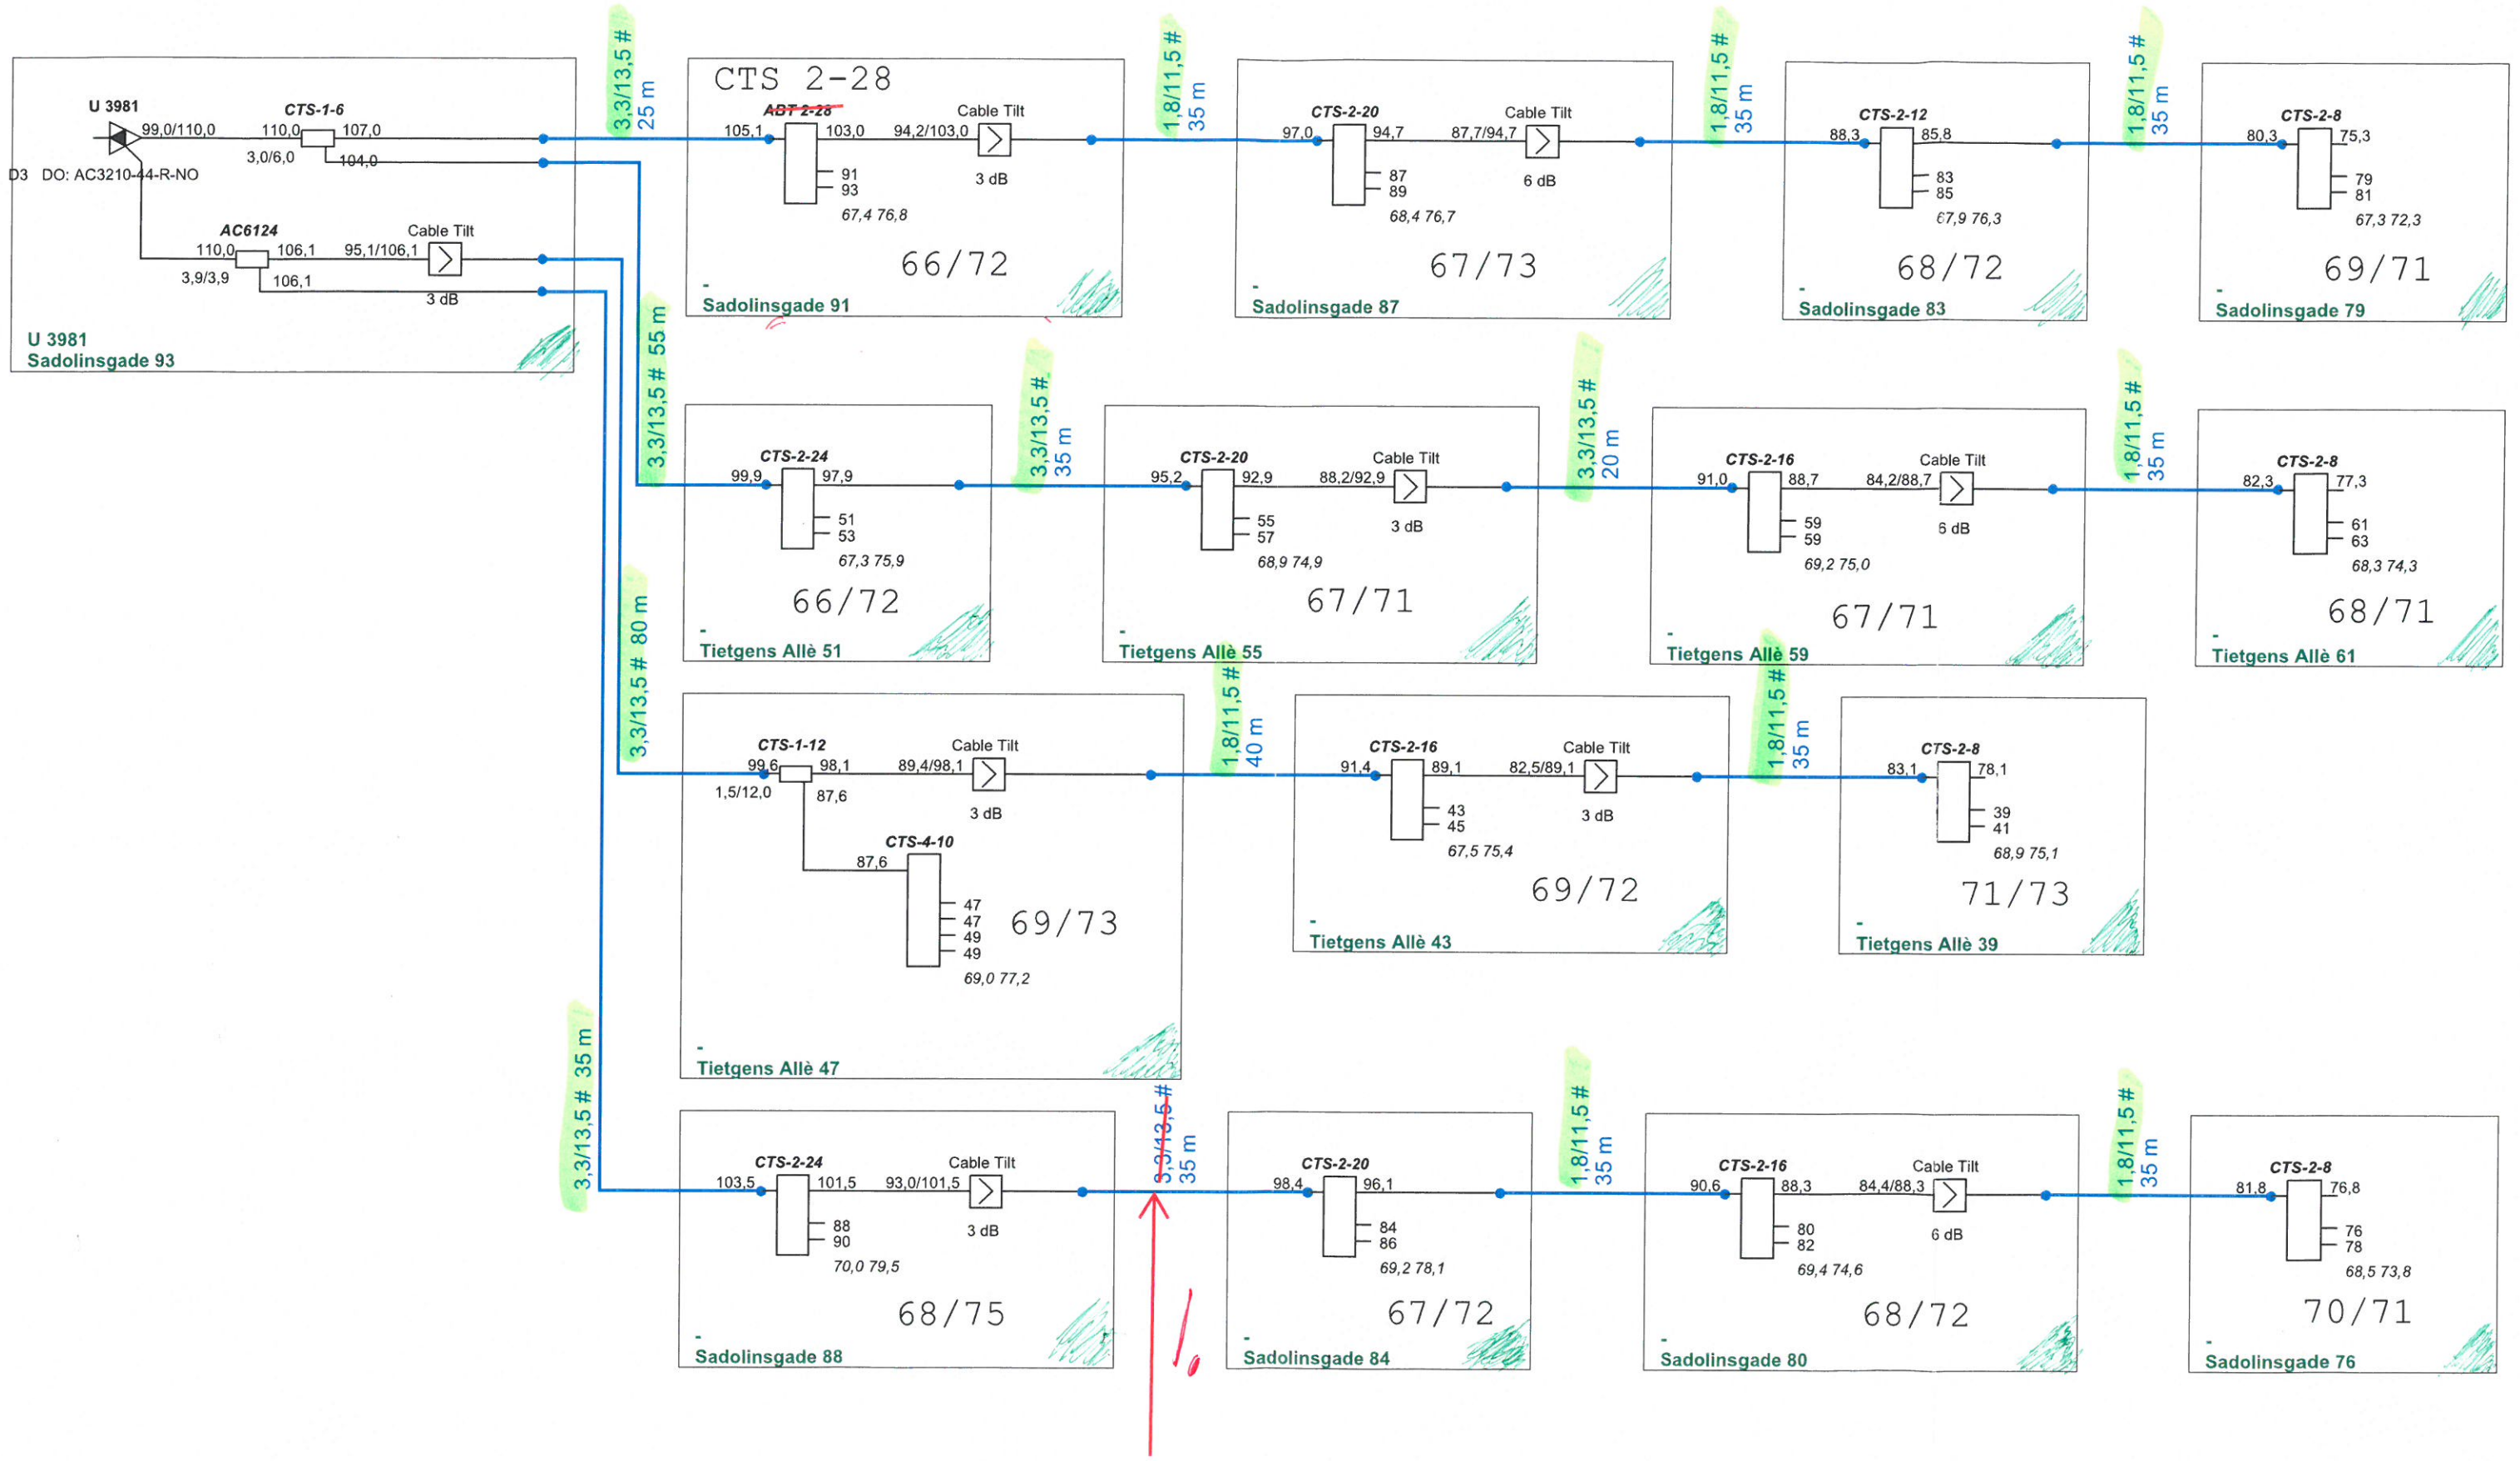 U 3981
99,0/110,0
D3 DO: AC3210-44-R-NO
CTS-1-6
110,0 107,0
3,0/6,0
104,0
AC6124
110,0 106,1
3,9/3,9
106,1
95,1/106,1
Cable Tilt
3 dB
U 3981
Sadolinsgade 93
3,3/13,5 #
25 m
CTS 2-28
ABT 2-28
105,1 103,0
94,2/103,0
Cable Tilt
3 dB
91
93
67,4 76,8
66/72
-
Sadolinsgade 91
1,8/11,5 #
35 m
CTS-2-20
97,0 94,7
87,7/94,7
Cable Tilt
6 dB
87
89
68,4 76,7
67/73
-
Sadolinsgade 87
1,8/11,5 #
35 m
CTS-2-12
88,3 85,8
83
85
67,9 76,3
68/72
-
Sadolinsgade 83
1,8/11,5 #
35 m
CTS-2-8
80,3 75,3
79
81
67,3 72,3
69/71
-
Sadolinsgade 79
3,3/13,5 # 55 m
CTS-2-24
99,9 97,9
51
53
67,3 75,9
66/72
-
Tietgens Allè 51
3,3/13,5 #
35 m
CTS-2-20
95,2 92,9
88,2/92,9
Cable Tilt
3 dB
55
57
68,9 74,9
67/71
-
Tietgens Allè 55
3,3/13,5 #
20 m
CTS-2-16
91,0 88,7
84,2/88,7
Cable Tilt
6 dB
59
59
69,2 75,0
67/71
-
Tietgens Allè 59
1,8/11,5 #
35 m
CTS-2-8
82,3 77,3
61
63
68,3 74,3
68/71
-
Tietgens Allè 61
3,3/13,5 # 80 m
CTS-1-12
99,6 98,1
1,5/12,0
87,6
89,4/98,1
Cable Tilt
3 dB
CTS-4-10
87,6
47
47
49
49
69,0 77,2
69/73
-
Tietgens Allè 47
1,8/11,5 #
40 m
CTS-2-16
91,4 89,1
82,5/89,1
Cable Tilt
3 dB
43
45
67,5 75,4
69/72
-
Tietgens Allè 43
1,8/11,5 #
35 m
CTS-2-8
83,1 78,1
39
41
68,9 75,1
71/73
-
Tietgens Allè 39
3,3/13,5 # 35 m
CTS-2-24
103,5 101,5
93,0/101,5
Cable Tilt
3 dB
88
90
70,0 79,5
68/75
-
Sadolinsgade 88
3,3/13,5 #
35 m
!
CTS-2-20
98,4 96,1
84
86
69,2 78,1
67/72
-
Sadolinsgade 84
1,8/11,5 #
35 m
CTS-2-16
90,6 88,3
84,4/88,3
Cable Tilt
6 dB
80
82
69,4 74,6
68/72
-
Sadolinsgade 80
1,8/11,5 #
35 m
CTS-2-8
81,8 76,8
76
78
68,5 73,8
70/71
-
Sadolinsgade 76